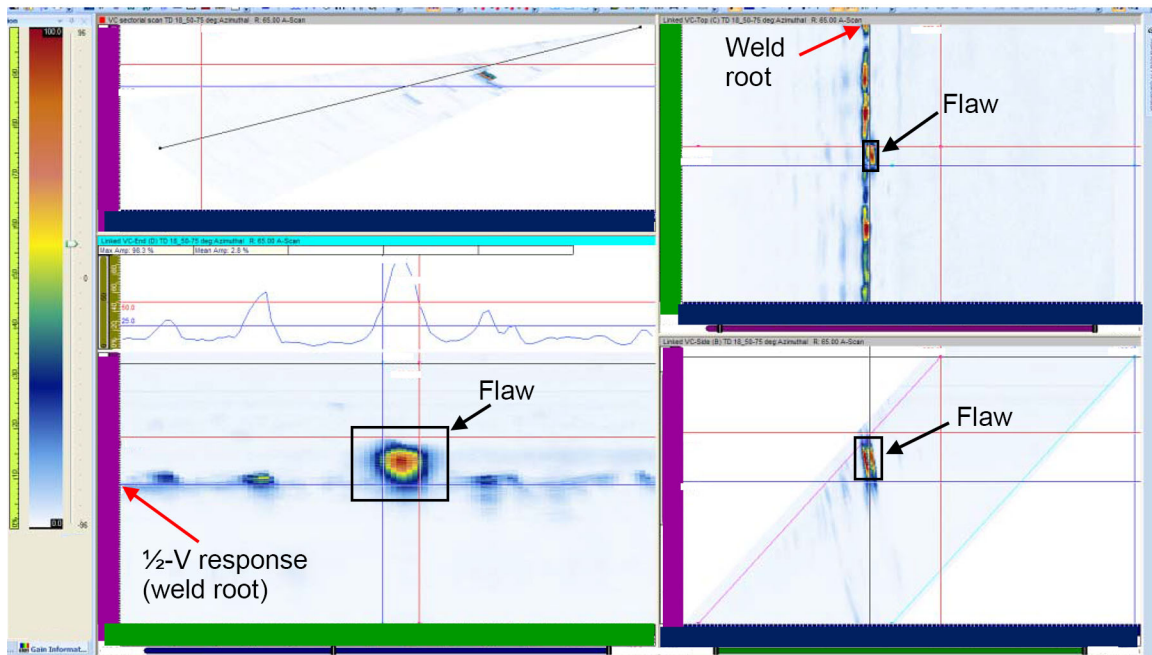 VC sectorial scan TD 18_50-75 deg:Azimuthal R: 65.00 A-Scan
Linked VC-Top (C) TD 18_50-75 deg:Azimuthal R: 65.00 A-Scan
100.0
96
0
-96
0.0
Weld
root
Flaw
Linked VC-End (D) TD 18_50-75 deg:Azimuthal R: 65.00 A-Scan
Max Amp: 96.3 %
Mean Amp: 2.8 %
50.0
25.0
Flaw
½-V response
(weld root)
Linked VC-Side (B) TD 18_50-75 deg:Azimuthal R: 65.00 A-Scan
Flaw
Gain Informat...